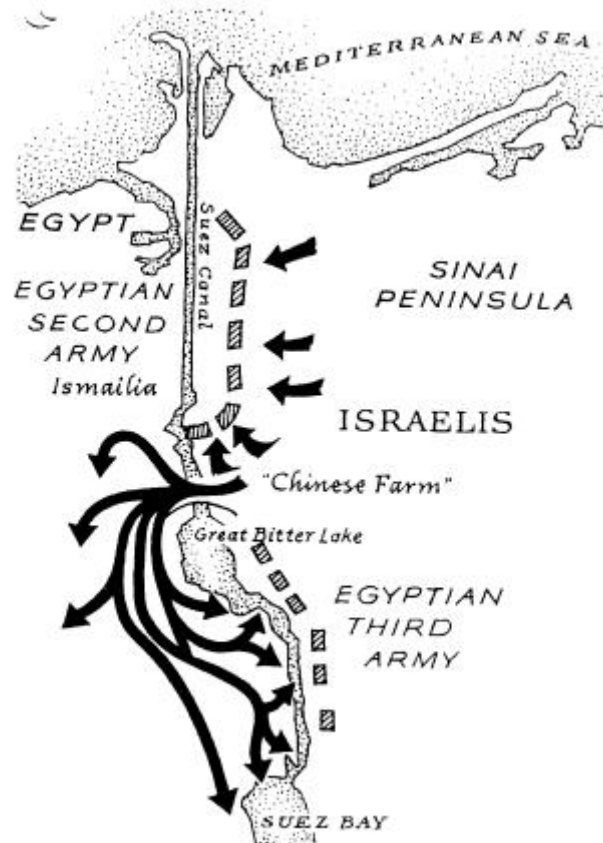 MEDITERRANEAN SEA
EGYPT
Suez Canal
SINAI
PENINSULA
EGYPTIAN
SECOND
ARMY
Ismailia
ISRAELIS
"Chinese Farm"
Great Bitter Lake
EGYPTIAN
THIRD
ARMY
SUEZ BAY